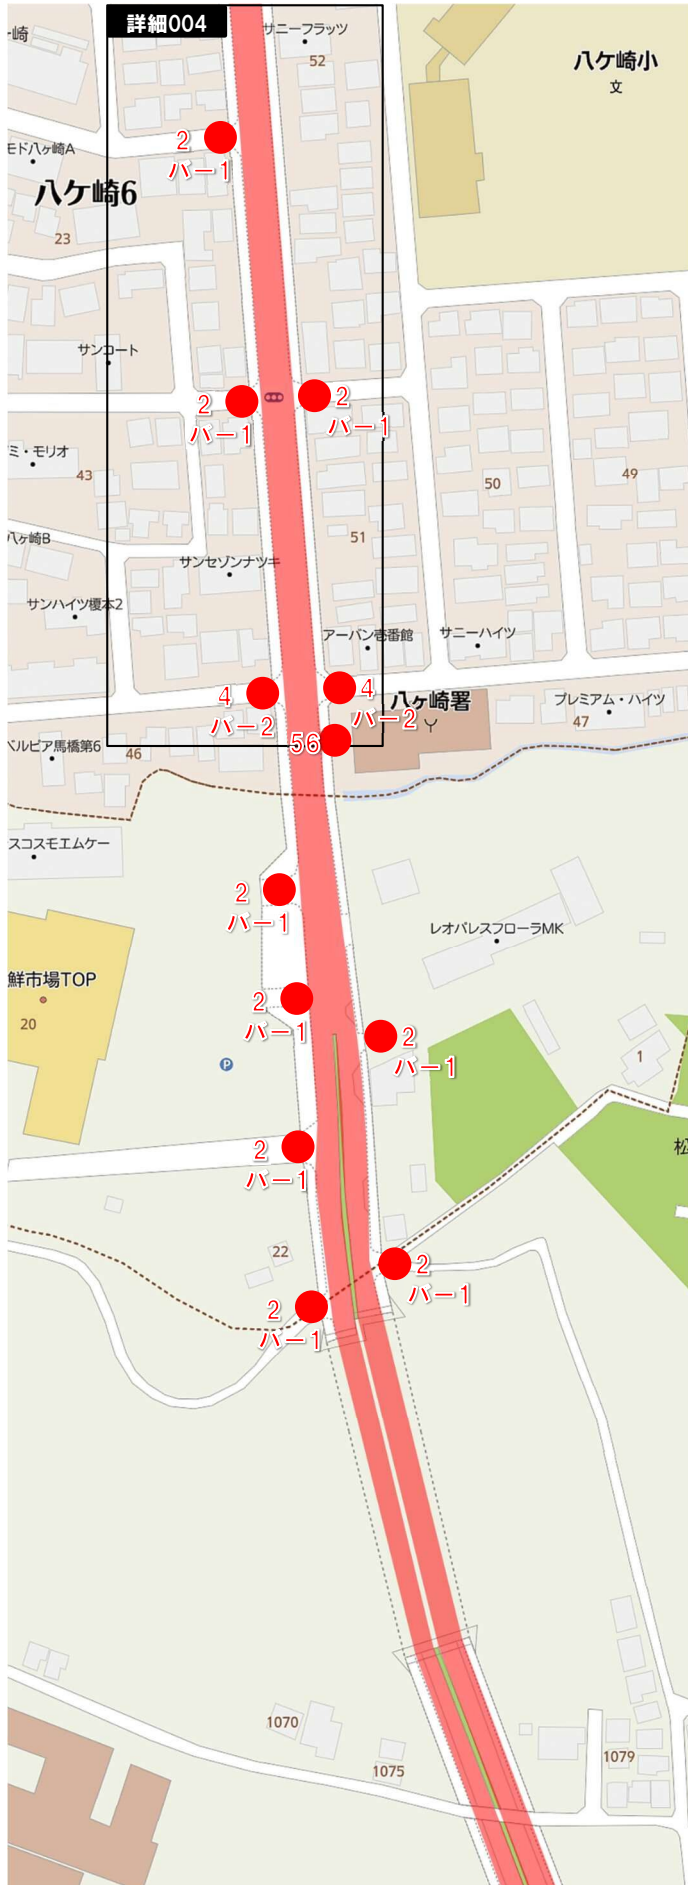 詳細004
サニーフラッツ
52
ケ崎
八ケ崎小
文
2
バー1
モドハヶ崎A
八ケ崎6
23
サンコート
2
バー1
2
バー1
ミ・モリオ
43
50
49
八ヶ崎B
51
サンセゾンナツキ
サンハイツ榎本2
アーバン壱番館
サニーハイツ
4
バー2
4
バー2
八ヶ崎署
プレミアム・ハイツ
47
ベルピア馬橋第6
46
56
スコスモエムケー
2
バー1
レオパレスフローラMK
鮮市場TOP
20
2
バー1
2
バー1
P
1
松
2
バー1
22
2
バー1
2
バー1
1070
1075
1079